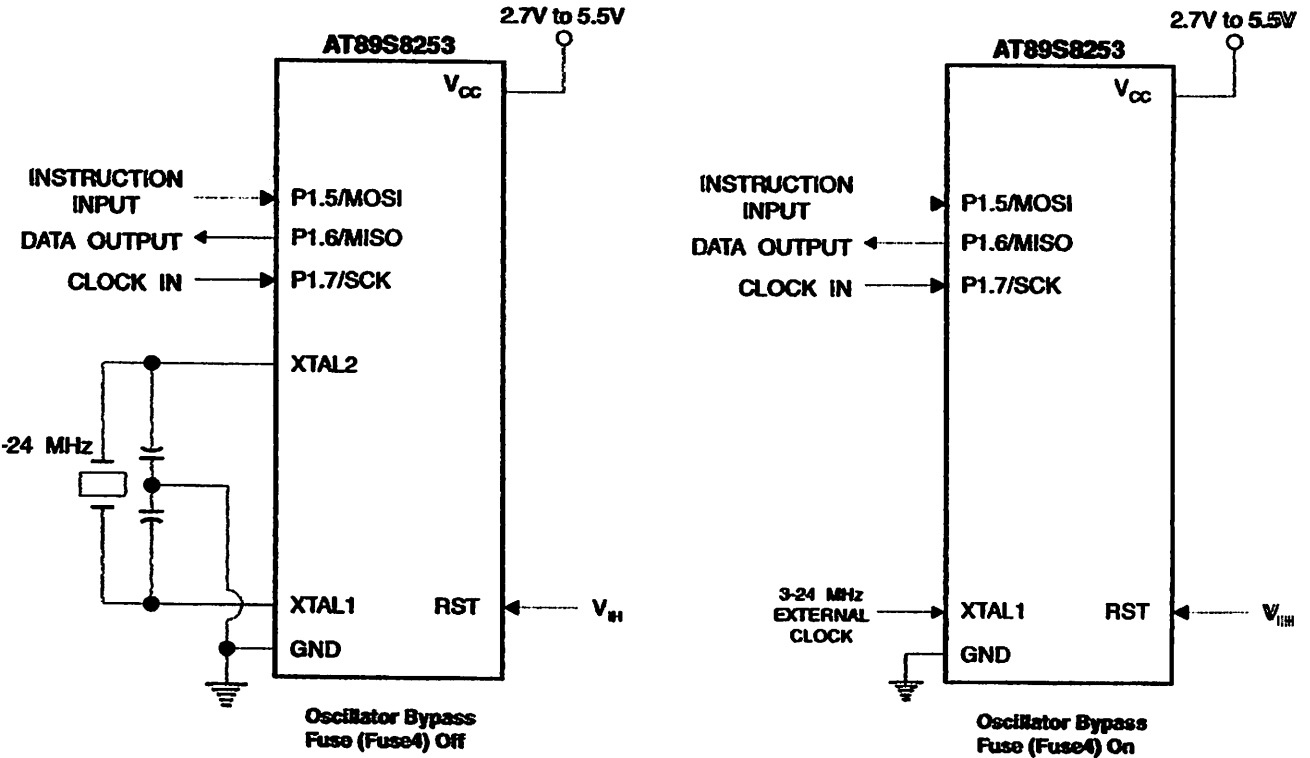 2.7V to 5.5V
AT89S8253
VCC
INSTRUCTION
INPUT
P1.5/MOSI
DATA OUTPUT
P1.6/MISO
CLOCK IN
P1.7/SCK
XTAL2
-24 MHz
XTAL1
RST
VIH
GND
Oscillator Bypass
Fuse (Fuse4) Off
2.7V to 5.5V
AT89S8253
VCC
INSTRUCTION
INPUT
P1.5/MOSI
DATA OUTPUT
P1.6/MISO
CLOCK IN
P1.7/SCK
3-24 MHz
EXTERNAL
CLOCK
XTAL1
RST
VIH
GND
Oscillator Bypass
Fuse (Fuse4) On